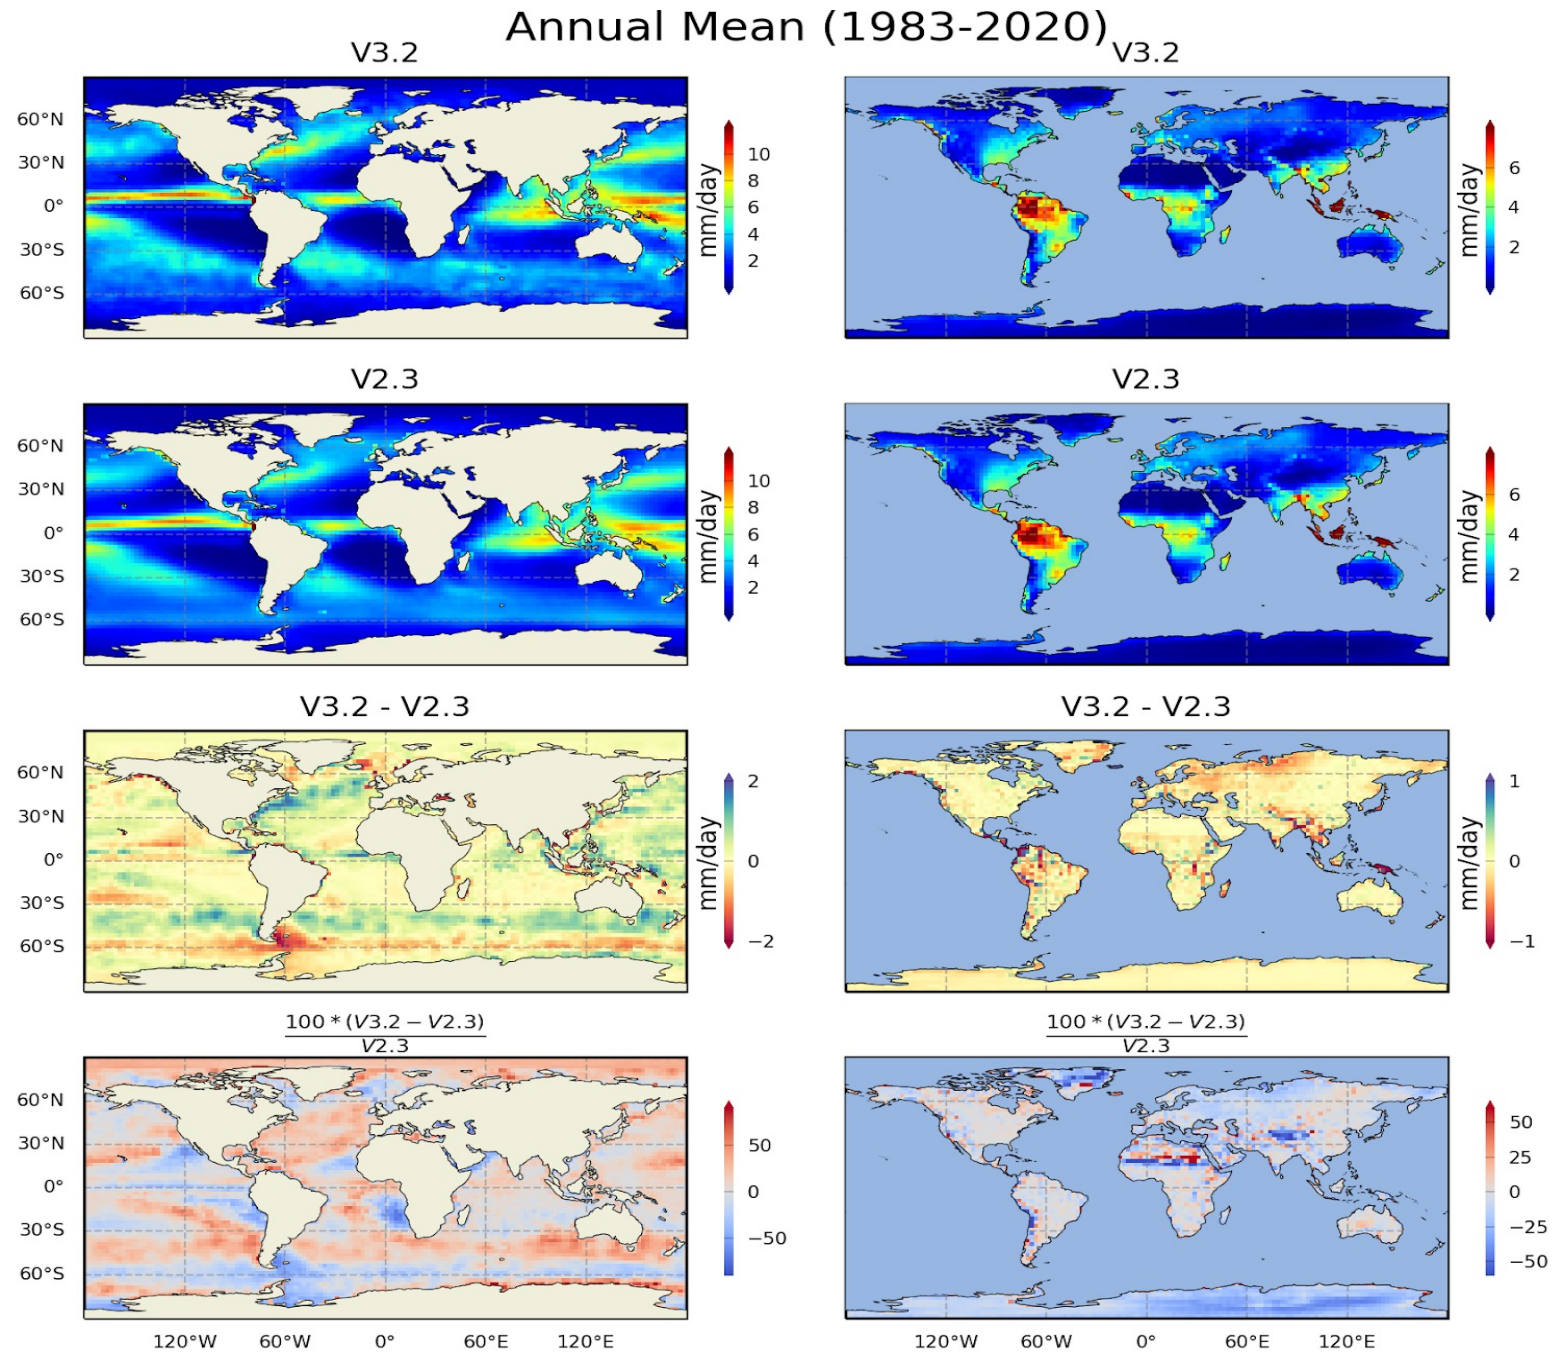 Annual Mean (1983-2020)
V3.2
V3.2
60°N
30°N
0°
30°S
60°S
10
8
6
4
2
mm/day
6
4
2
mm/day
V2.3
V2.3
60°N
30°N
0°
30°S
60°S
10
8
6
4
2
mm/day
6
4
2
mm/day
V3.2 - V2.3
V3.2 - V2.3
60°N
30°N
0°
30°S
60°S
2
0
−2
mm/day
1
0
−1
mm/day
100 * (V3.2 − V2.3)
V2.3
100 * (V3.2 − V2.3)
V2.3
60°N
30°N
0°
30°S
60°S
50
0
−50
50
25
0
−25
−50
120°W 60°W 0° 60°E 120°E
120°W 60°W 0° 60°E 120°E